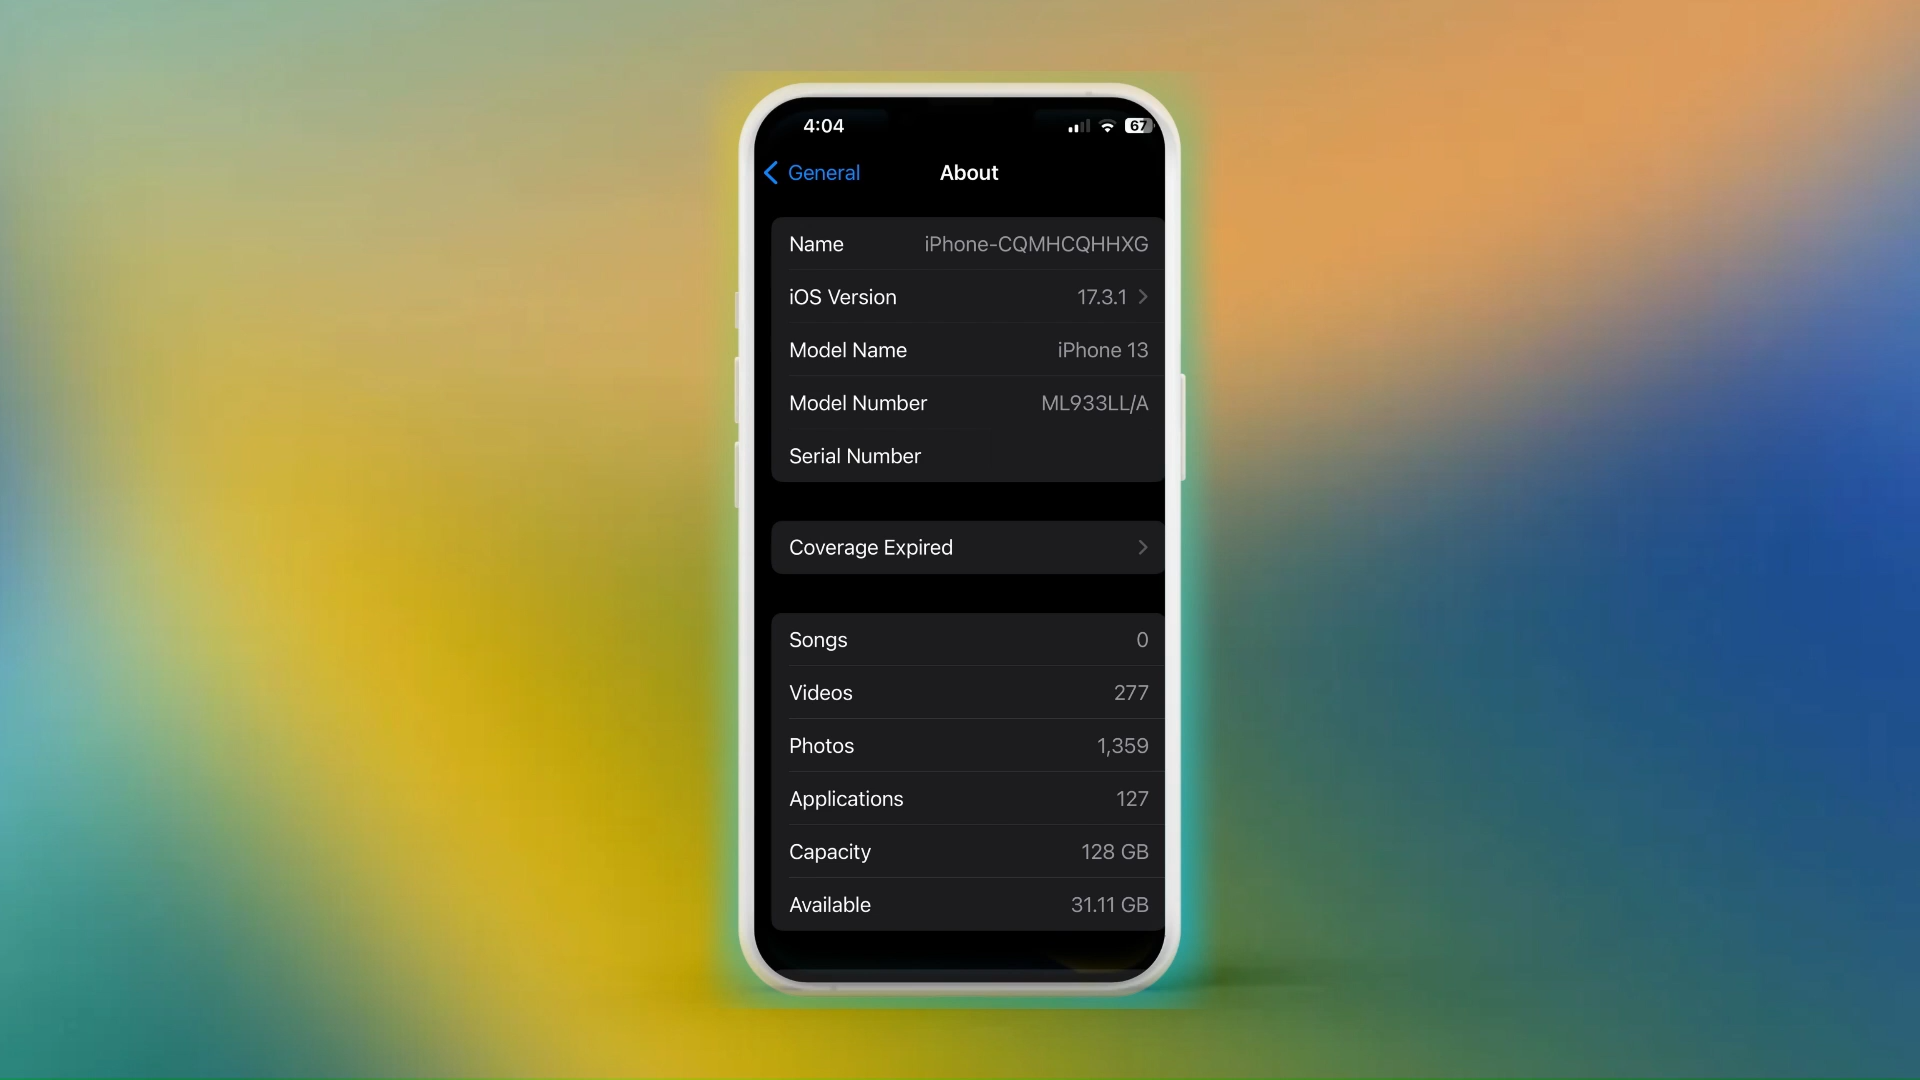 4:04 67
General About
Name iPhone-CQMHCQHHXG
iOS Version 17.3.1
Model Name iPhone 13
Model Number ML933LL/A
Serial Number
Coverage Expired
Songs 0
Videos 277
Photos 1,359
Applications 127
Capacity 128 GB
Available 31.11 GB